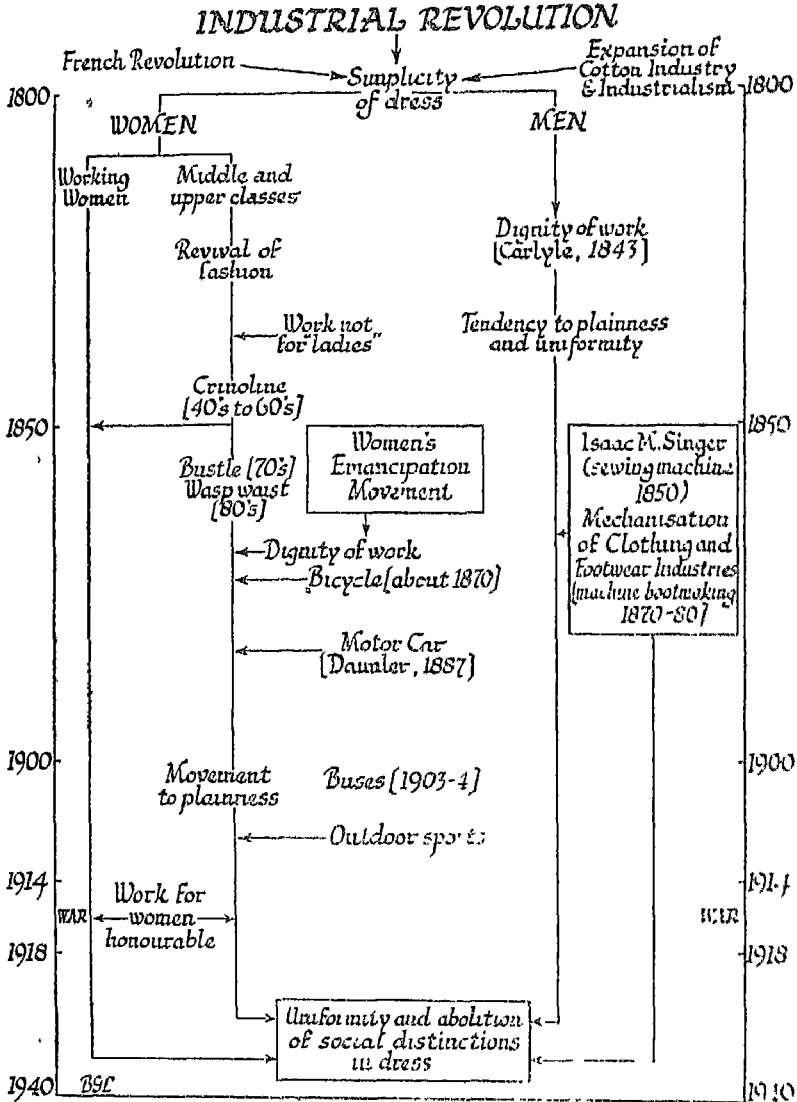 INDUSTRIAL REVOLUTION
French Revolution
Simplicity
of dress
Expansion of
Cotton Industry
& Industrialism
1800
1800
WOMEN
MEN
Working
Women
Middle and
upper classes
Dignity of work
[Carlyle, 1843]
Revival of
fashion
Work not
for "ladies"
Tendency to plainness
and uniformity
Crinoline
[40's to 60's]
1850
1850
Bustle [70's]
Wasp waist
[80's]
Women's
Emancipation
Movement
Isaac M. Singer
(sewing machine
1850)
Mechanisation
of Clothing and
Footwear Industries
[machine bootmaking
1870-80]
Dignity of work
Bicycle [about 1870]
Motor Car
[Daimler, 1887]
1900
1900
Movement
to plainness
Buses [1903-4]
Outdoor sports
1914
1914
Work for
women
honourable
WAR
WAR
1918
1918
Uniformity and abolition
of social distinctions
in dress
1940
BGL
1940